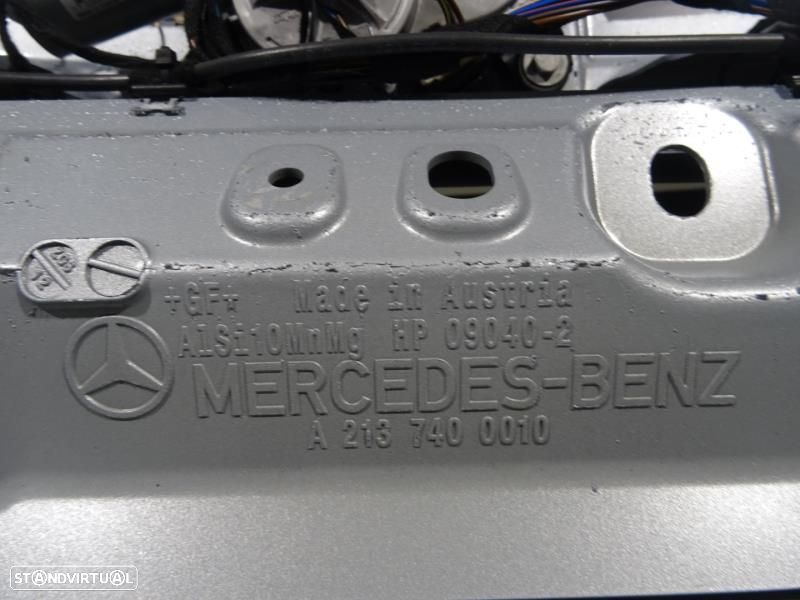 +GF+ Made in Austria
AlSi10MnMg HP 09040-2
MERCEDES-BENZ
A 213 740 0010
STANDVIRTUAL